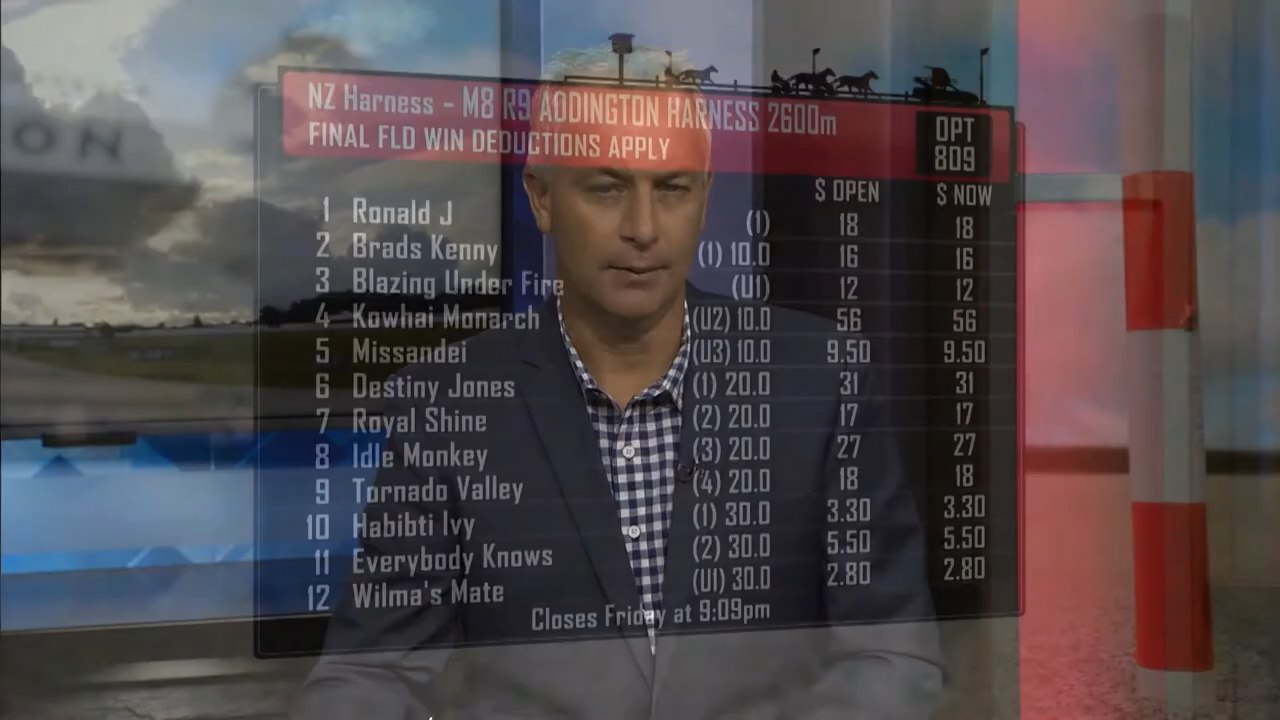 ON
NZ Harness - M8 R9 ADDINGTON HARNESS 2600m
FINAL FLD WIN DEDUCTIONS APPLY
OPT
809
$ OPEN $ NOW
1 Ronald J (1) 18 18
2 Brads Kenny (1) 10.0 16 16
3 Blazing Under Fire (U1) 12 12
4 Kowhai Monarch (U2) 10.0 56 56
5 Missandei (U3) 10.0 9.50 9.50
6 Destiny Jones (1) 20.0 31 31
7 Royal Shine (2) 20.0 17 17
8 Idle Monkey (3) 20.0 27 27
9 Tornado Valley (4) 20.0 18 18
10 Habibti Ivy (1) 30.0 3.30 3.30
11 Everybody Knows (2) 30.0 5.50 5.50
12 Wilma's Mate (U1) 30.0 2.80 2.80
Closes Friday at 9:09pm